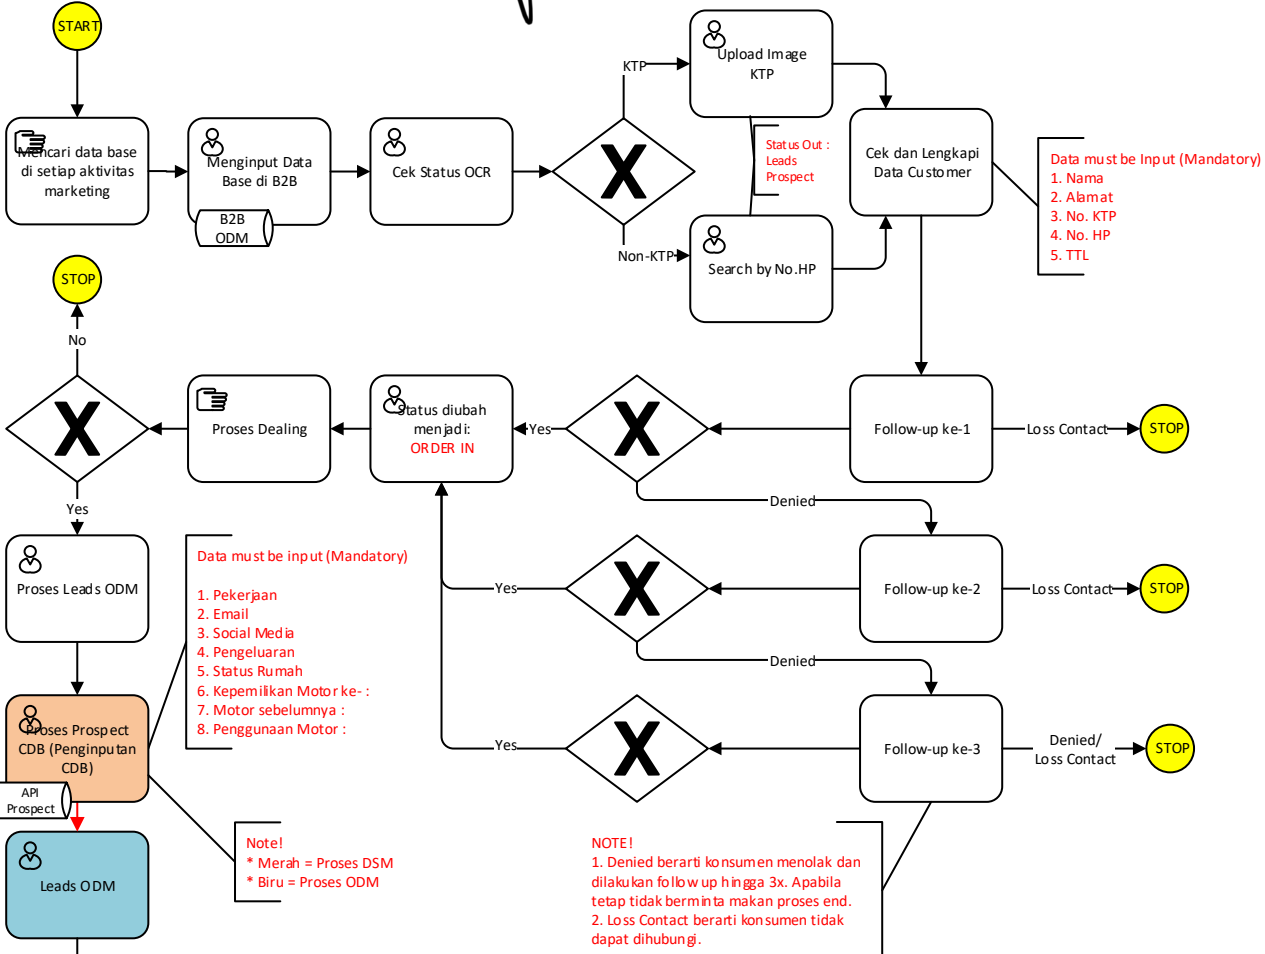 START
Mencari data base
di setiap aktivitas
marketing
Menginput Data
Base di B2B
B2B
ODM
Cek Status OCR
X
KTP
Non-KTP
Upload Image
KTP
Status Out :
Leads
Prospect
Search by No.HP
Cek dan Lengkapi
Data Customer
Data must be Input (Mandatory)
1. Nama
2. Alamat
3. No. KTP
4. No. HP
5. TTL
STOP
No
X
Yes
Proses Dealing
Status diubah
menjadi:
ORDER IN
Yes
X
Follow-up ke-1
Loss Contact
STOP
Denied
Proses Leads ODM
Data must be input (Mandatory)
1. Pekerjaan
2. Email
3. Social Media
4. Pengeluaran
5. Status Rumah
6. Kepemilikan Motor ke- :
7. Motor sebelumnya :
8. Penggunaan Motor :
Yes
X
Follow-up ke-2
Loss Contact
STOP
Denied
Proses Prospect
CDB (Penginputan
CDB)
API
Prospect
Yes
X
Follow-up ke-3
Denied/
Loss Contact
STOP
Leads ODM
Note!
* Merah = Proses DSM
* Biru = Proses ODM
NOTE!
1. Denied berarti konsumen menolak dan
dilakukan follow up hingga 3x. Apabila
tetap tidak berminta makan proses end.
2. Loss Contact berarti konsumen tidak
dapat dihubungi.